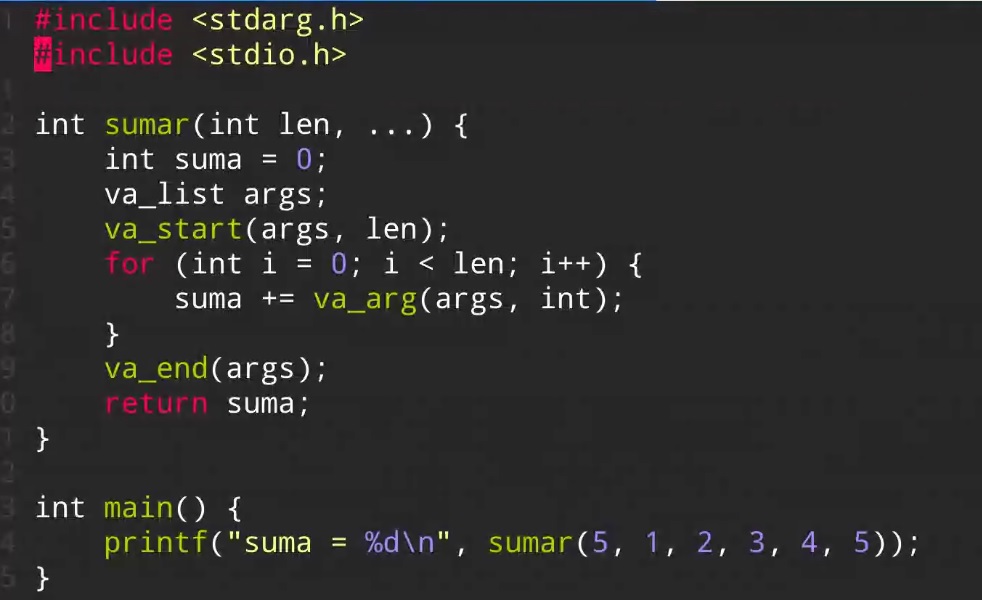 #include <stdarg.h>
#include <stdio.h>
int sumar(int len, ...) {
    int suma = 0;
    va_list args;
    va_start(args, len);
    for (int i = 0; i < len; i++) {
        suma += va_arg(args, int);
    }
    va_end(args);
    return suma;
}
int main() {
    printf("suma = %d\n", sumar(5, 1, 2, 3, 4, 5));
}